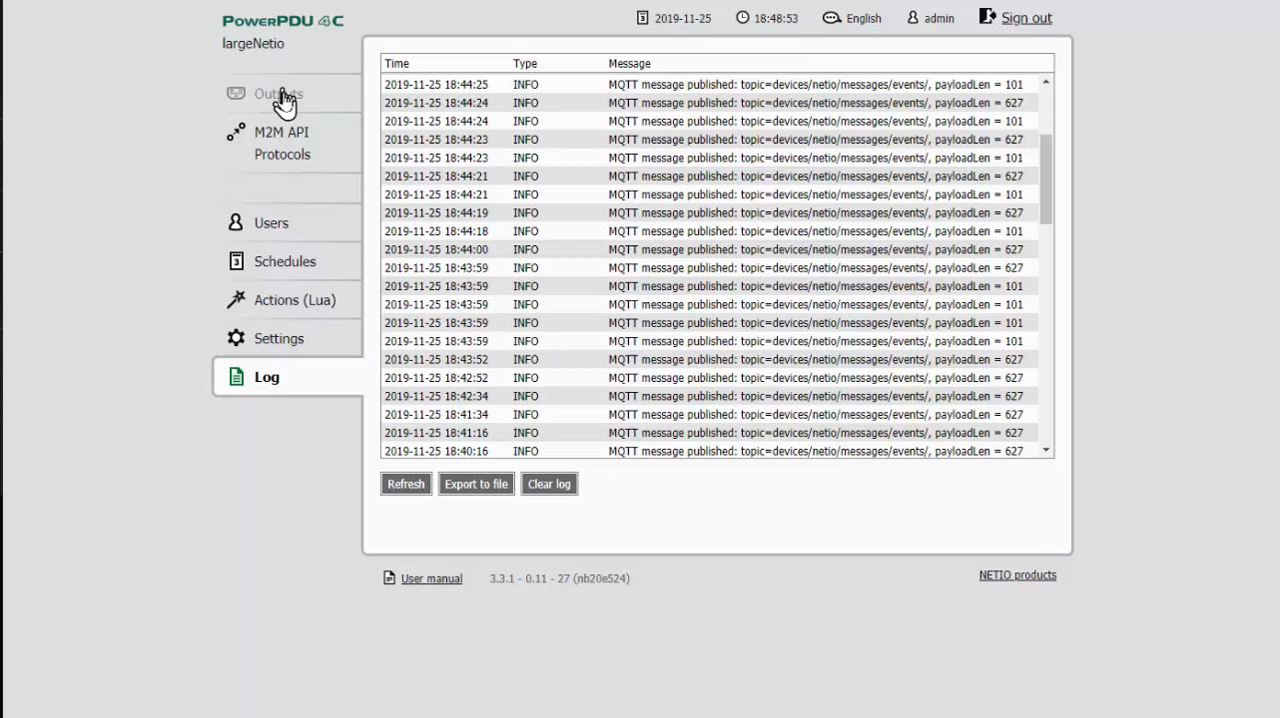 PowerPDU 4C
largeNetio
2019-11-25 18:48:53 English admin Sign out
Outputs
M2M API
Protocols
Users
Schedules
Actions (Lua)
Settings
Log
Time Type Message
2019-11-25 18:44:25 INFO MQTT message published: topic=devices/netio/messages/events/, payloadLen = 101
2019-11-25 18:44:24 INFO MQTT message published: topic=devices/netio/messages/events/, payloadLen = 627
2019-11-25 18:44:24 INFO MQTT message published: topic=devices/netio/messages/events/, payloadLen = 101
2019-11-25 18:44:23 INFO MQTT message published: topic=devices/netio/messages/events/, payloadLen = 627
2019-11-25 18:44:23 INFO MQTT message published: topic=devices/netio/messages/events/, payloadLen = 101
2019-11-25 18:44:21 INFO MQTT message published: topic=devices/netio/messages/events/, payloadLen = 627
2019-11-25 18:44:21 INFO MQTT message published: topic=devices/netio/messages/events/, payloadLen = 101
2019-11-25 18:44:19 INFO MQTT message published: topic=devices/netio/messages/events/, payloadLen = 627
2019-11-25 18:44:18 INFO MQTT message published: topic=devices/netio/messages/events/, payloadLen = 101
2019-11-25 18:44:00 INFO MQTT message published: topic=devices/netio/messages/events/, payloadLen = 627
2019-11-25 18:43:59 INFO MQTT message published: topic=devices/netio/messages/events/, payloadLen = 627
2019-11-25 18:43:59 INFO MQTT message published: topic=devices/netio/messages/events/, payloadLen = 101
2019-11-25 18:43:59 INFO MQTT message published: topic=devices/netio/messages/events/, payloadLen = 101
2019-11-25 18:43:59 INFO MQTT message published: topic=devices/netio/messages/events/, payloadLen = 101
2019-11-25 18:43:59 INFO MQTT message published: topic=devices/netio/messages/events/, payloadLen = 101
2019-11-25 18:43:52 INFO MQTT message published: topic=devices/netio/messages/events/, payloadLen = 627
2019-11-25 18:42:52 INFO MQTT message published: topic=devices/netio/messages/events/, payloadLen = 627
2019-11-25 18:42:34 INFO MQTT message published: topic=devices/netio/messages/events/, payloadLen = 627
2019-11-25 18:41:34 INFO MQTT message published: topic=devices/netio/messages/events/, payloadLen = 627
2019-11-25 18:41:16 INFO MQTT message published: topic=devices/netio/messages/events/, payloadLen = 627
2019-11-25 18:40:16 INFO MQTT message published: topic=devices/netio/messages/events/, payloadLen = 627
Refresh Export to file Clear log
User manual 3.3.1 - 0.11 - 27 (nb20e524) NETIO products